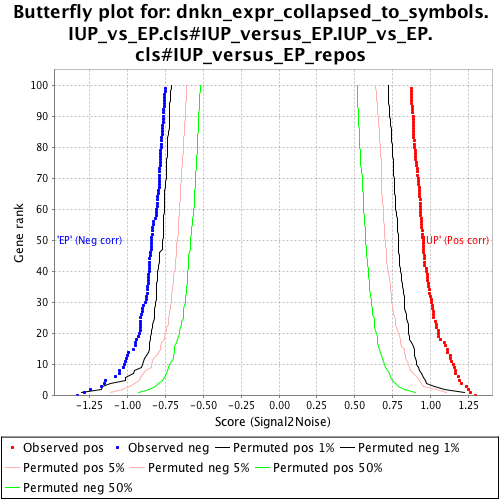 Butterfly plot for: dnkn_expr_collapsed_to_symbols.
IUP_vs_EP.cls#IUP_versus_EP.IUP_vs_EP.
cls#IUP_versus_EP_repos
Gene rank
100
90
80
70
60
50
40
30
20
10
0
'EP' (Neg corr)
'IUP' (Pos corr)
-1.25 -1.00 -0.75 -0.50 -0.25 0.00 0.25 0.50 0.75 1.00 1.25
Score (Signal2Noise)
Observed pos Observed neg Permuted pos 1% Permuted neg 1%
Permuted pos 5% Permuted neg 5% Permuted pos 50%
Permuted neg 50%